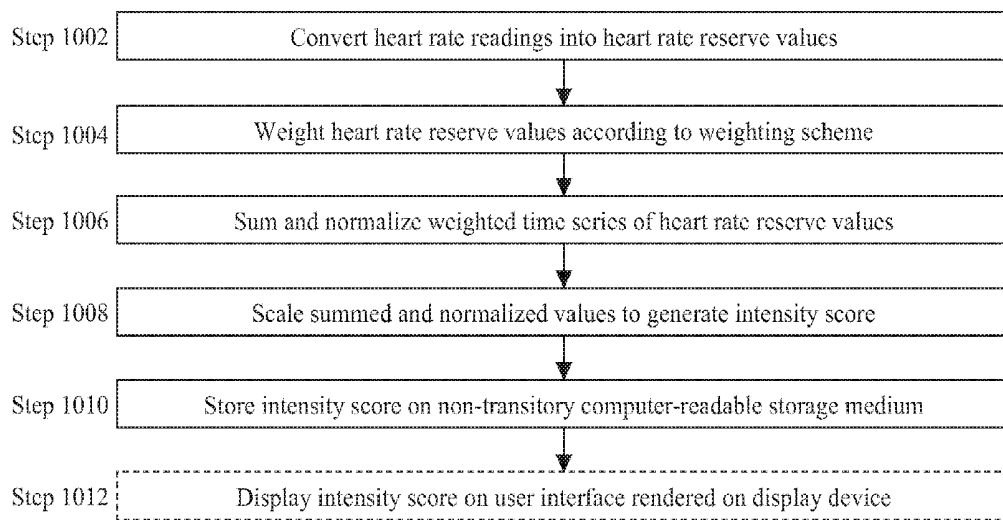 Step 1002 Convert heart rate readings into heart rate reserve values
Step 1004 Weight heart rate reserve values according to weighting scheme
Step 1006 Sum and normalize weighted time series of heart rate reserve values
Step 1008 Scale summed and normalized values to generate intensity score
Step 1010 Store intensity score on non-transitory computer-readable storage medium
Step 1012 Display intensity score on user interface rendered on display device